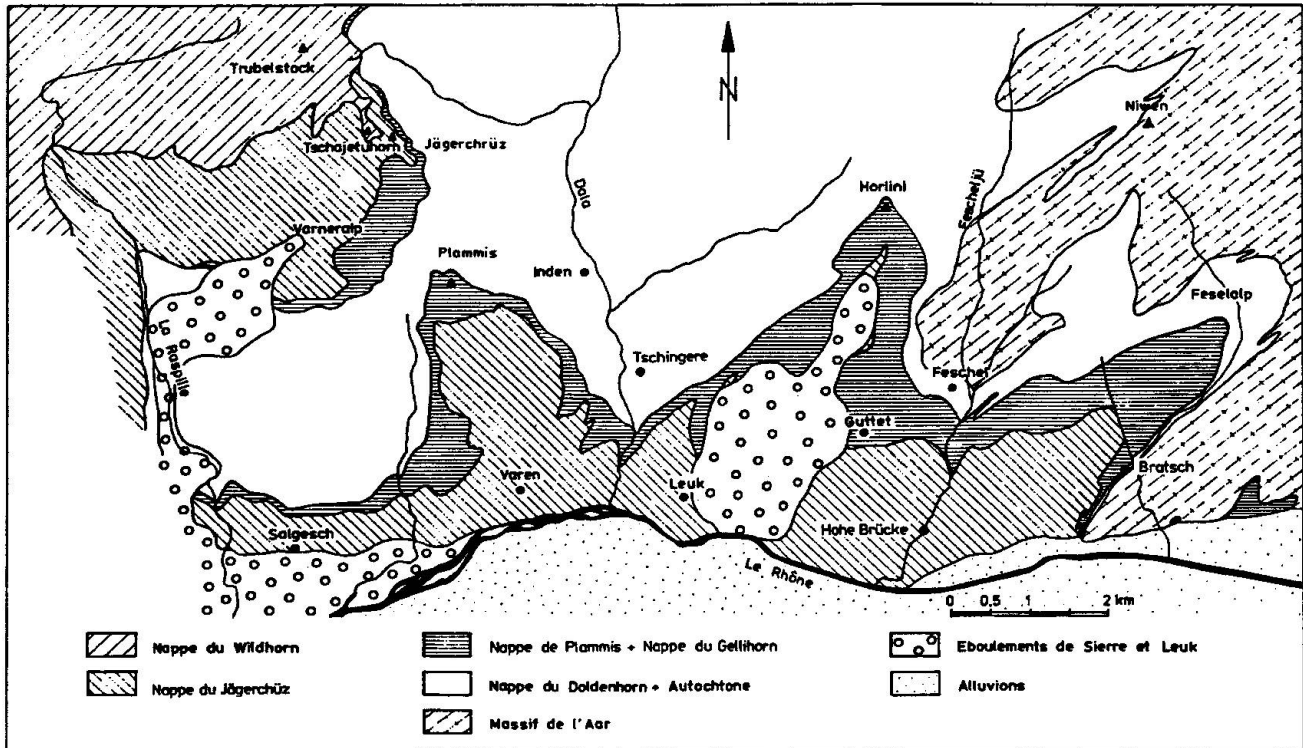 Trubelstock
N
Niwen
Tschajetuhorn
Jägerchrüz
Dala
Horlini
Fescheljü
Varneralp
Plammis
Inden
Feselalp
La Raspille
Tschingere
Feschel
Guttet
Bratsch
Varen
Leuk
Salgesch
Hohe Brücke
Le Rhône
0 0.5 1 2 km
Nappe du Wildhorn
Nappe du Jägerchüz
Nappe de Plammis + Nappe du Gellihorn
Nappe du Doldenhorn + Autochtone
Massif de l'Aar
Eboulements de Sierre et Leuk
Alluvions